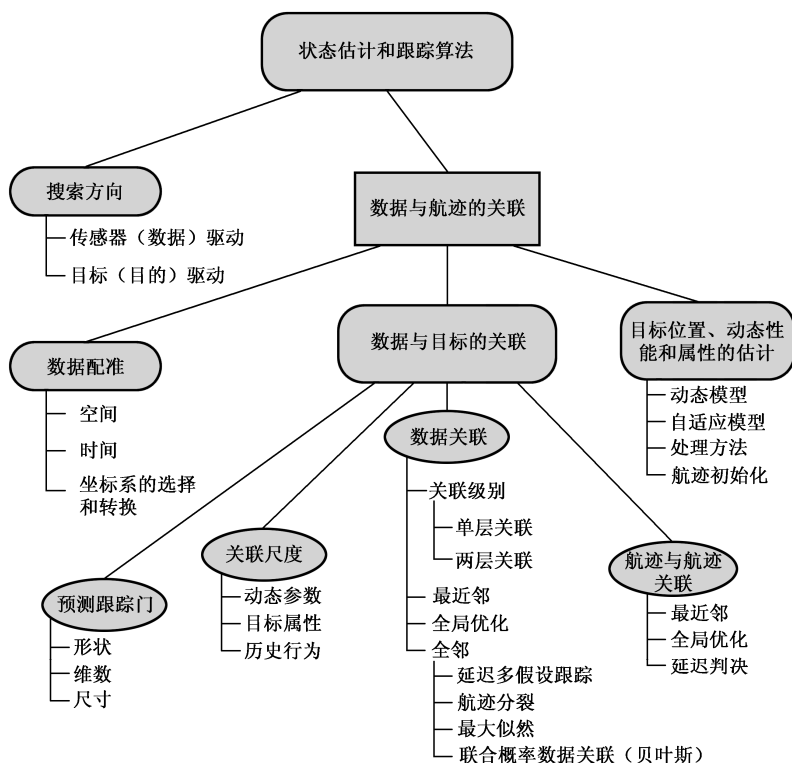 状态估计和跟踪算法
搜索方向
传感器（数据）驱动
目标（目的）驱动
数据与航迹的关联
数据配准
空间
时间
坐标系的选择
和转换
数据与目标的关联
目标位置、动态性
能和属性的估计
动态模型
自适应模型
处理方法
航迹初始化
预测跟踪门
形状
维数
尺寸
关联尺度
动态参数
目标属性
历史行为
数据关联
关联级别
单层关联
两层关联
最近邻
全局优化
全邻
延迟多假设跟踪
航迹分裂
最大似然
联合概率数据关联（贝叶斯）
航迹与航迹
关联
最近邻
全局优化
延迟判决